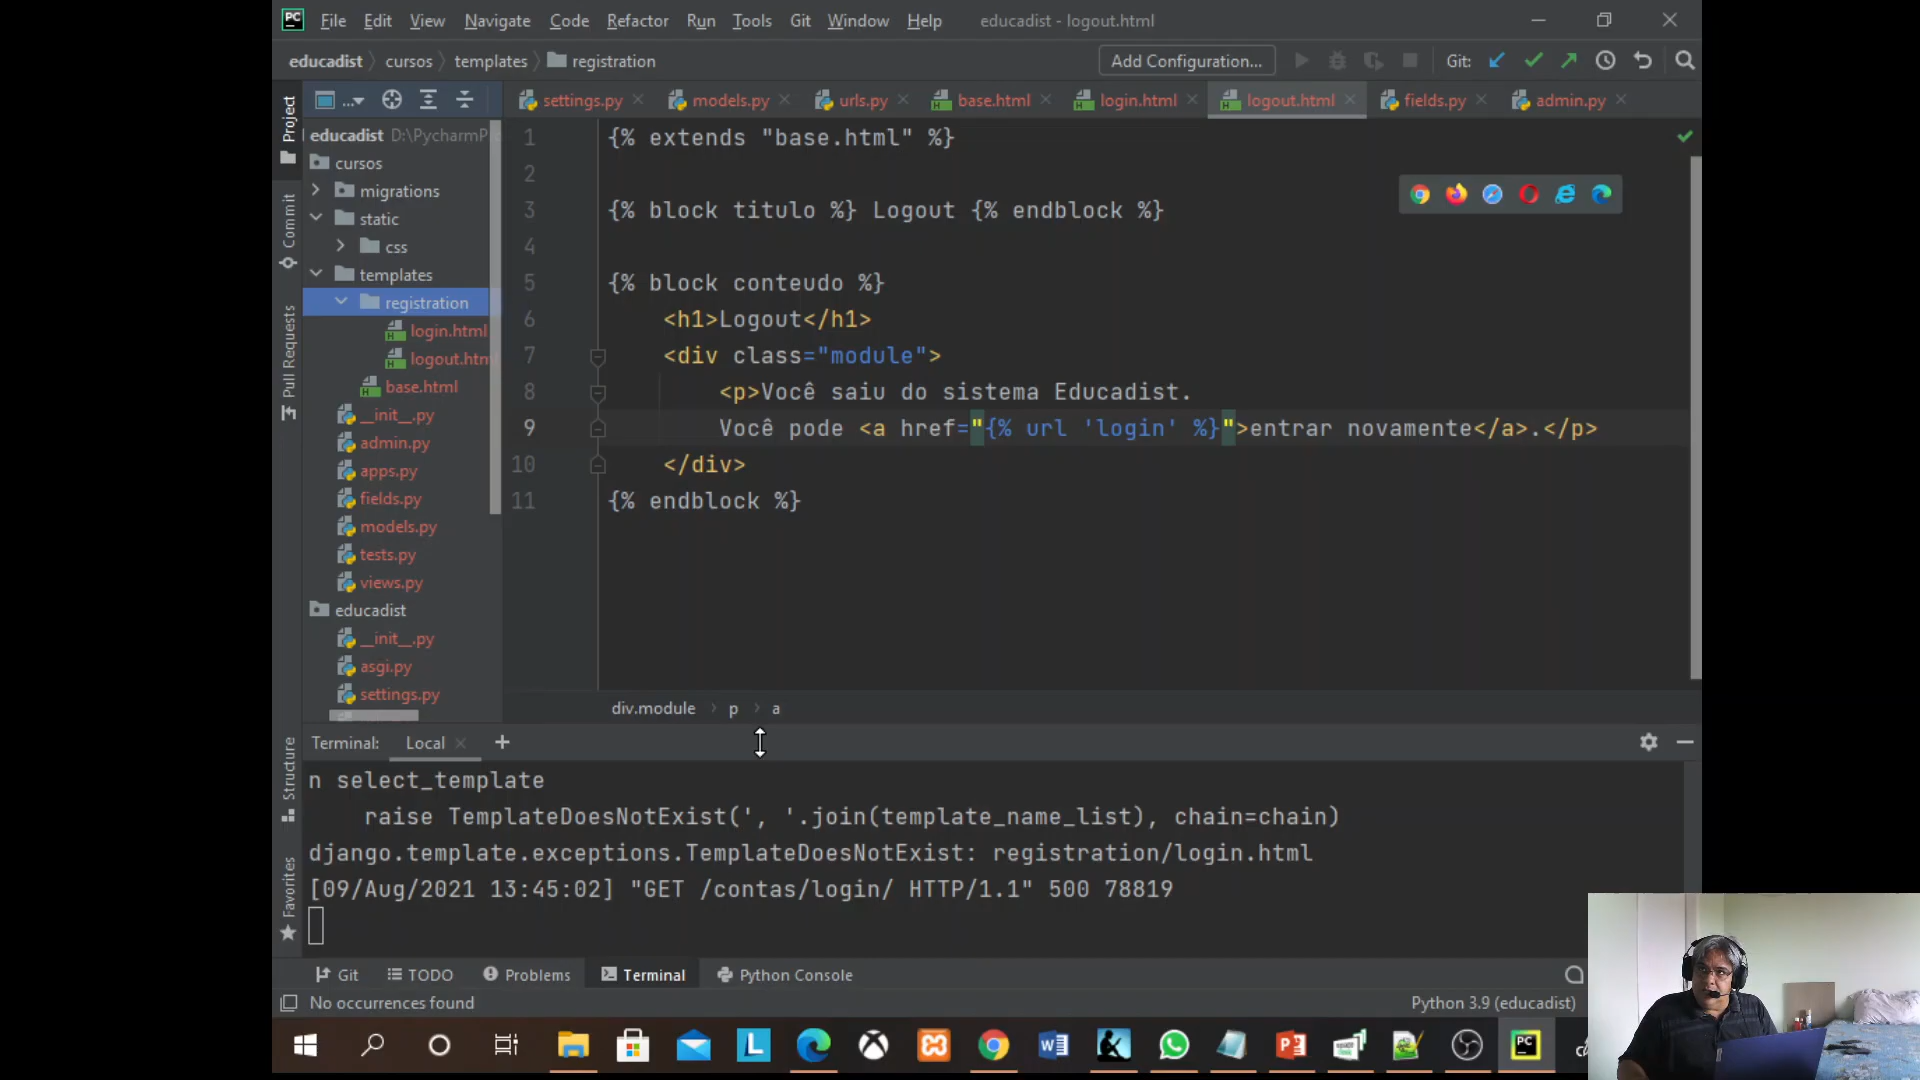 File Edit View Navigate Code Refactor Run Tools Git Window Help educadist - logout.html
educadist cursos templates registration Add Configuration... Git:
Project
Commit
Pull Requests
Structure
Favorites
settings.py models.py urls.py base.html login.html logout.html fields.py admin.py
educadist
cursos
migrations
static
css
templates
registration
login.html
base.html
__init__.py
admin.py
apps.py
fields.py
models.py
tests.py
views.py
educadist
__init__.py
asgi.py
settings.py
1 {% extends "base.html" %}
2
3 {% block titulo %} Logout {% endblock %}
4
5 {% block conteudo %}
6 <h1>Logout</h1>
7 <div class="module">
8 <p>Você saiu do sistema Educadist.
9 Você pode <a href="{% url 'login' %}">entrar novamente</a>.</p>
10 </div>
11 {% endblock %}
div.module p a
Terminal: Local
n select_template
raise TemplateDoesNotExist(', '.join(template_name_list), chain=chain)
django.template.exceptions.TemplateDoesNotExist: registration/login.html
[09/Aug/2021 13:45:02] "GET /contas/login/ HTTP/1.1" 500 78819
Git TODO Problems Terminal Python Console
No occurrences found Python 3.9 (educadist)